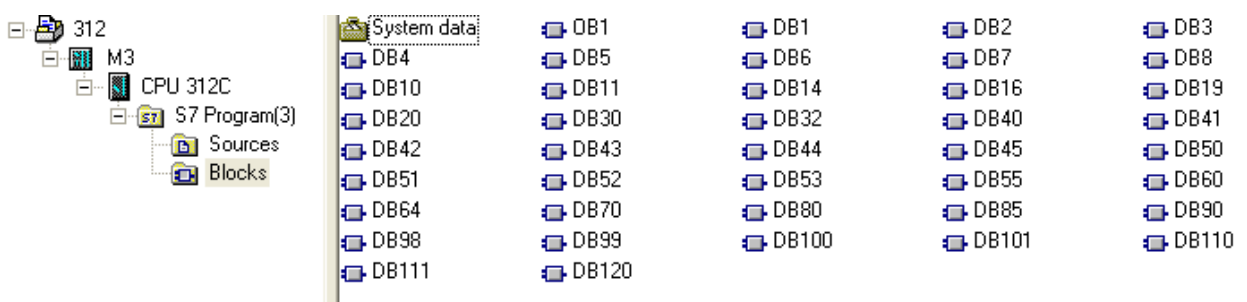 312
M3
CPU 312C
S7 Program(3)
Sources
Blocks
System data OB1 DB1 DB2 DB3
DB4 DB5 DB6 DB7 DB8
DB10 DB11 DB14 DB16 DB19
DB20 DB30 DB32 DB40 DB41
DB42 DB43 DB44 DB45 DB50
DB51 DB52 DB53 DB55 DB60
DB64 DB70 DB80 DB85 DB90
DB98 DB99 DB100 DB101 DB110
DB111 DB120